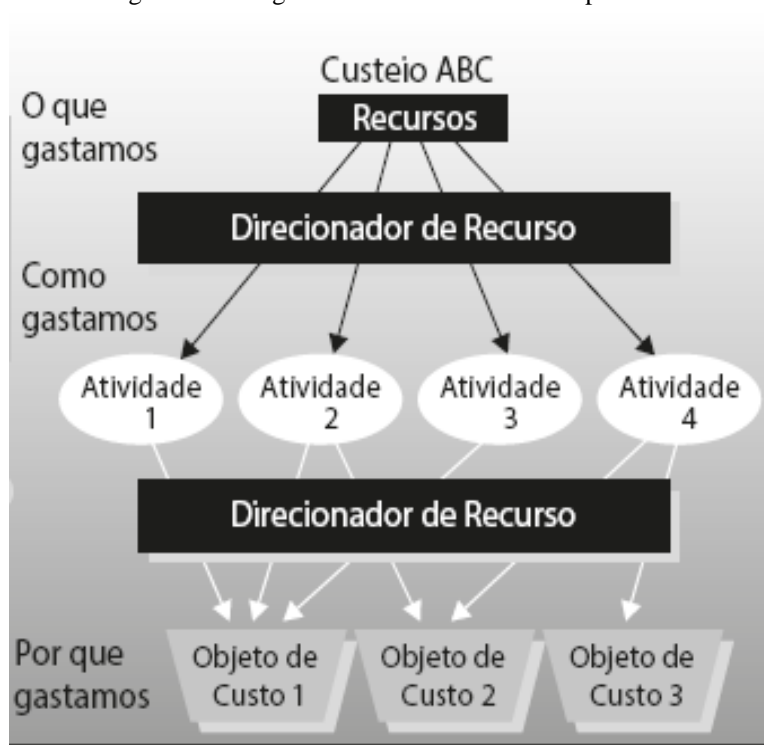 Custeio ABC
O que
gastamos
Recursos
Direcionador de Recurso
Como
gastamos
Atividade
1
Atividade
2
Atividade
3
Atividade
4
Direcionador de Recurso
Por que
gastamos
Objeto de
Custo 1
Objeto de
Custo 2
Objeto de
Custo 3